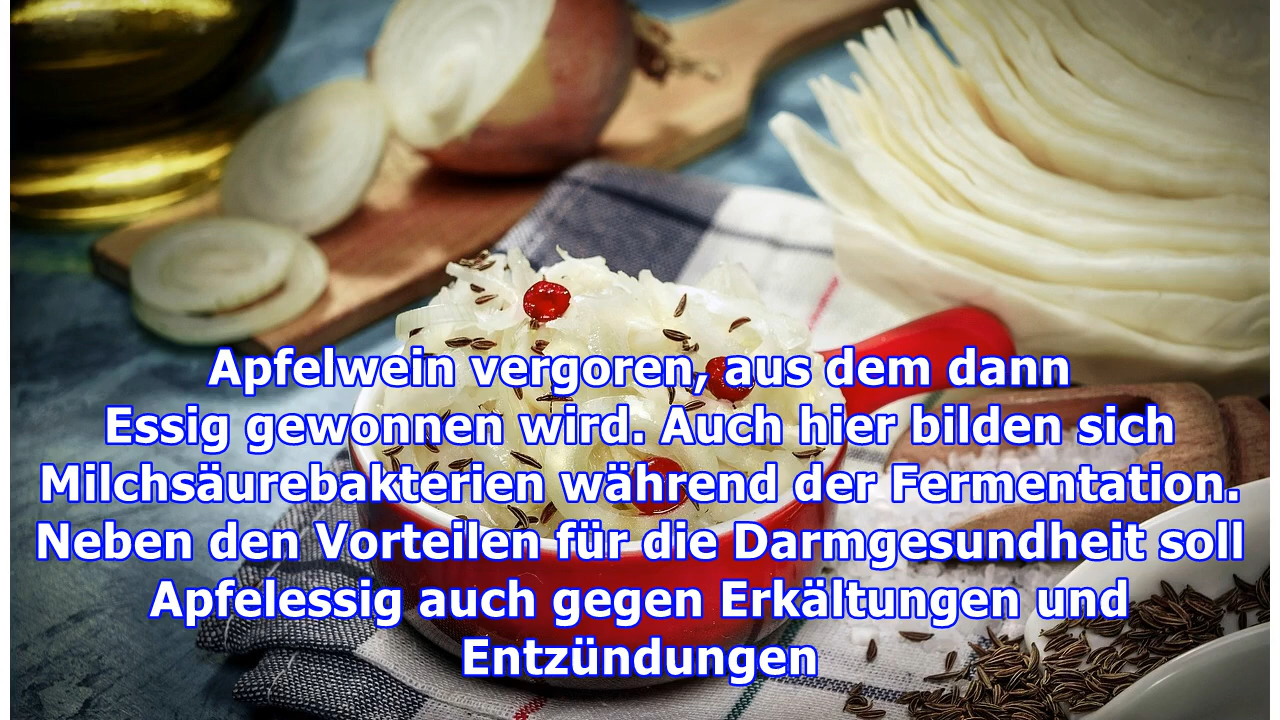 Apfelwein vergoren, aus dem dann
Essig gewonnen wird. Auch hier bilden sich
Milchsäurebakterien während der Fermentation.
Neben den Vorteilen für die Darmgesundheit soll
Apfelessig auch gegen Erkältungen und
Entzündungen